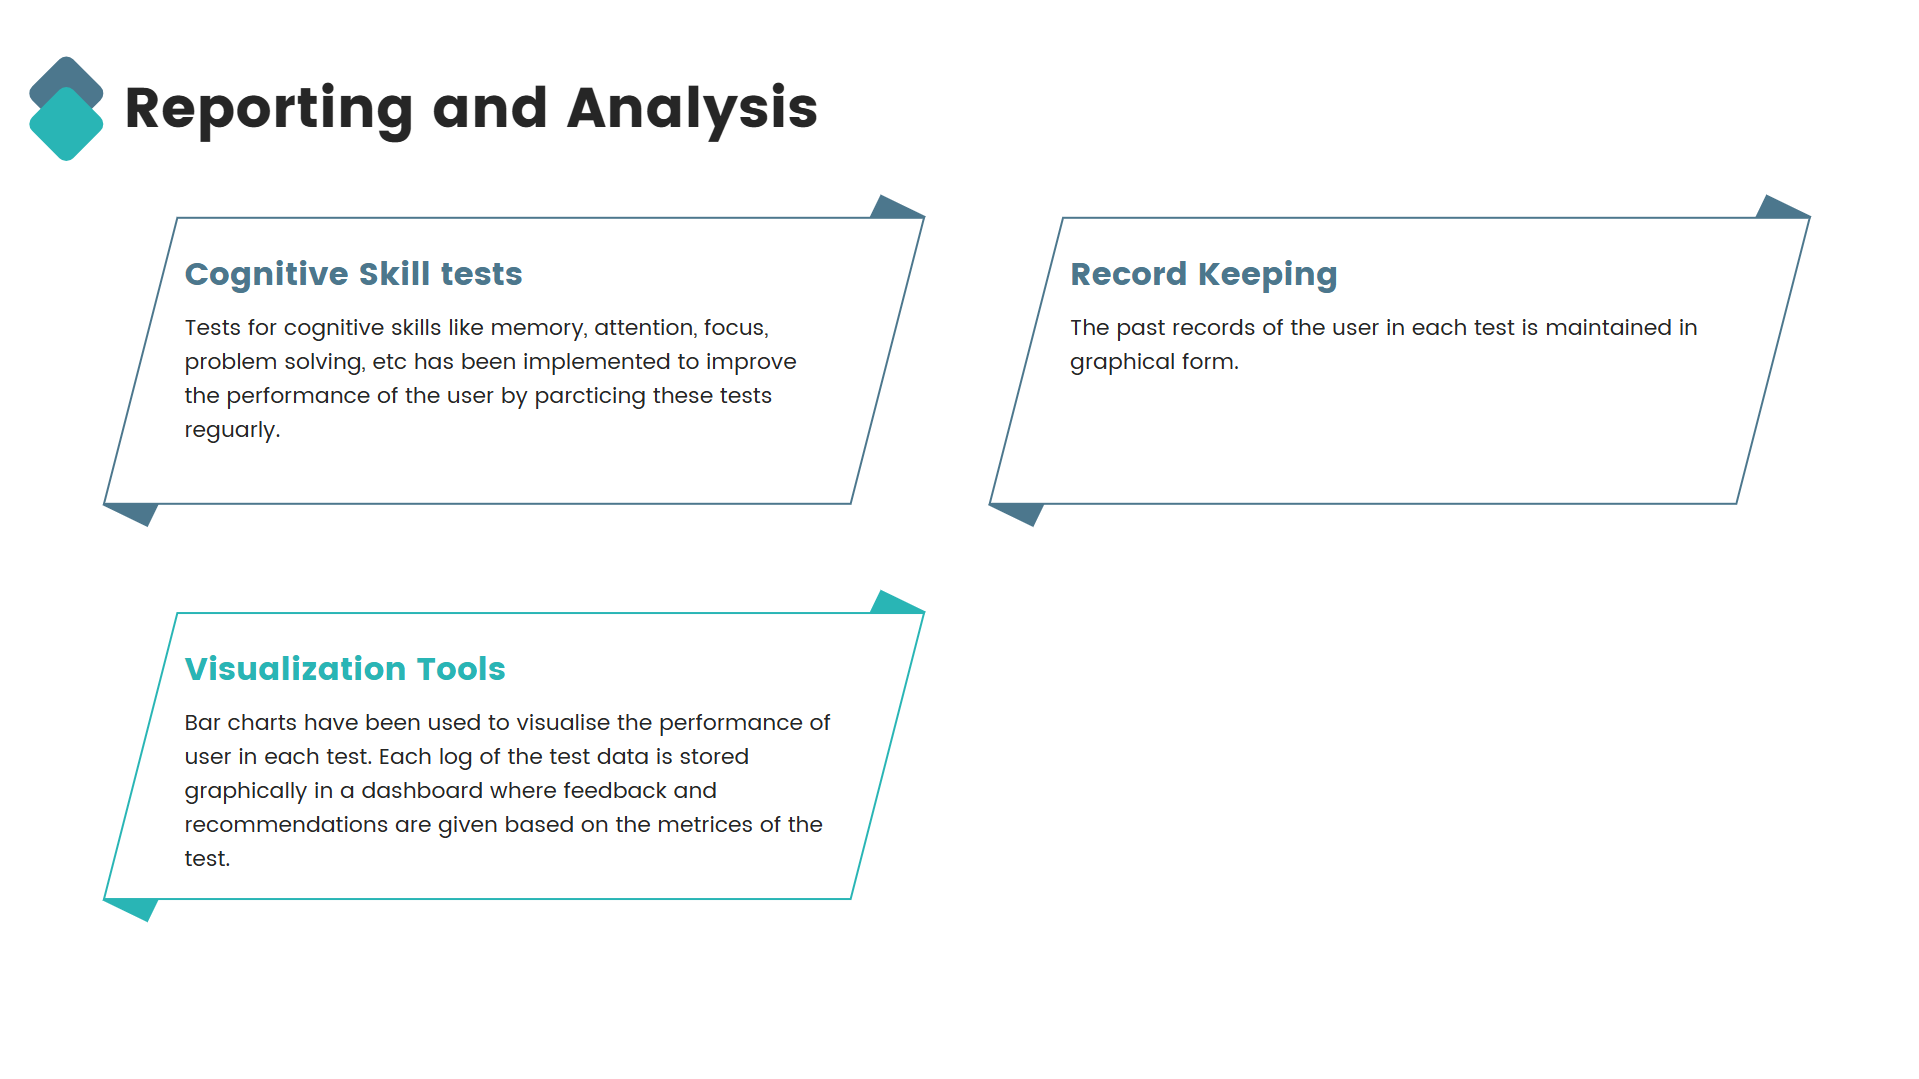 Reporting and Analysis
Cognitive Skill tests
Tests for cognitive skills like memory, attention, focus,
problem solving, etc has been implemented to improve
the performance of the user by parcticing these tests
reguarly.
Record Keeping
The past records of the user in each test is maintained in
graphical form.
Visualization Tools
Bar charts have been used to visualise the performance of
user in each test. Each log of the test data is stored
graphically in a dashboard where feedback and
recommendations are given based on the metrices of the
test.